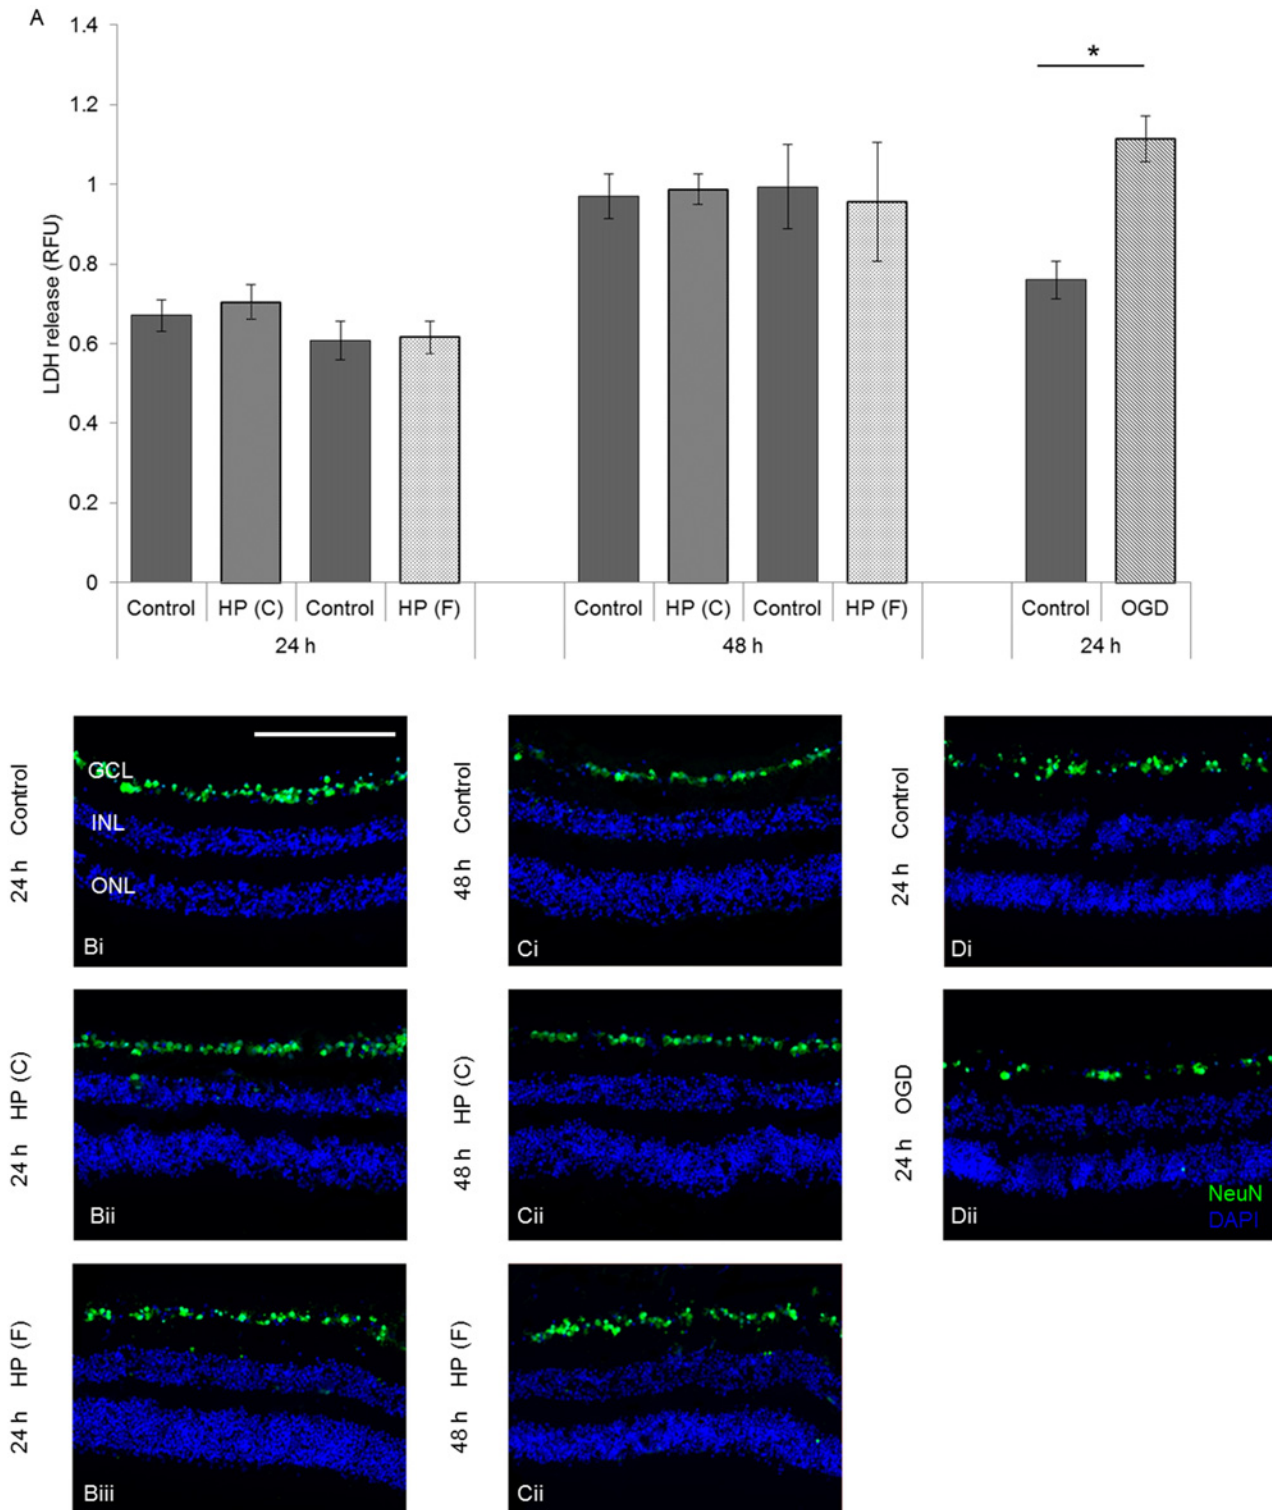 A
1.4
*
1.2
1
0.8
0.6
0.4
0.2
0
LDH release (RFU)
Control HP (C) Control HP (F) Control HP (C) Control HP (F) Control OGD
24 h 48 h 24 h
24 h Control
GCL
INL
ONL
Bi
48 h Control
Ci
24 h Control
Di
24 h HP (C)
Bii
48 h HP (C)
Cii
24 h OGD
NeuN
DAPI
Dii
24 h HP (F)
Biii
48 h HP (F)
Cii